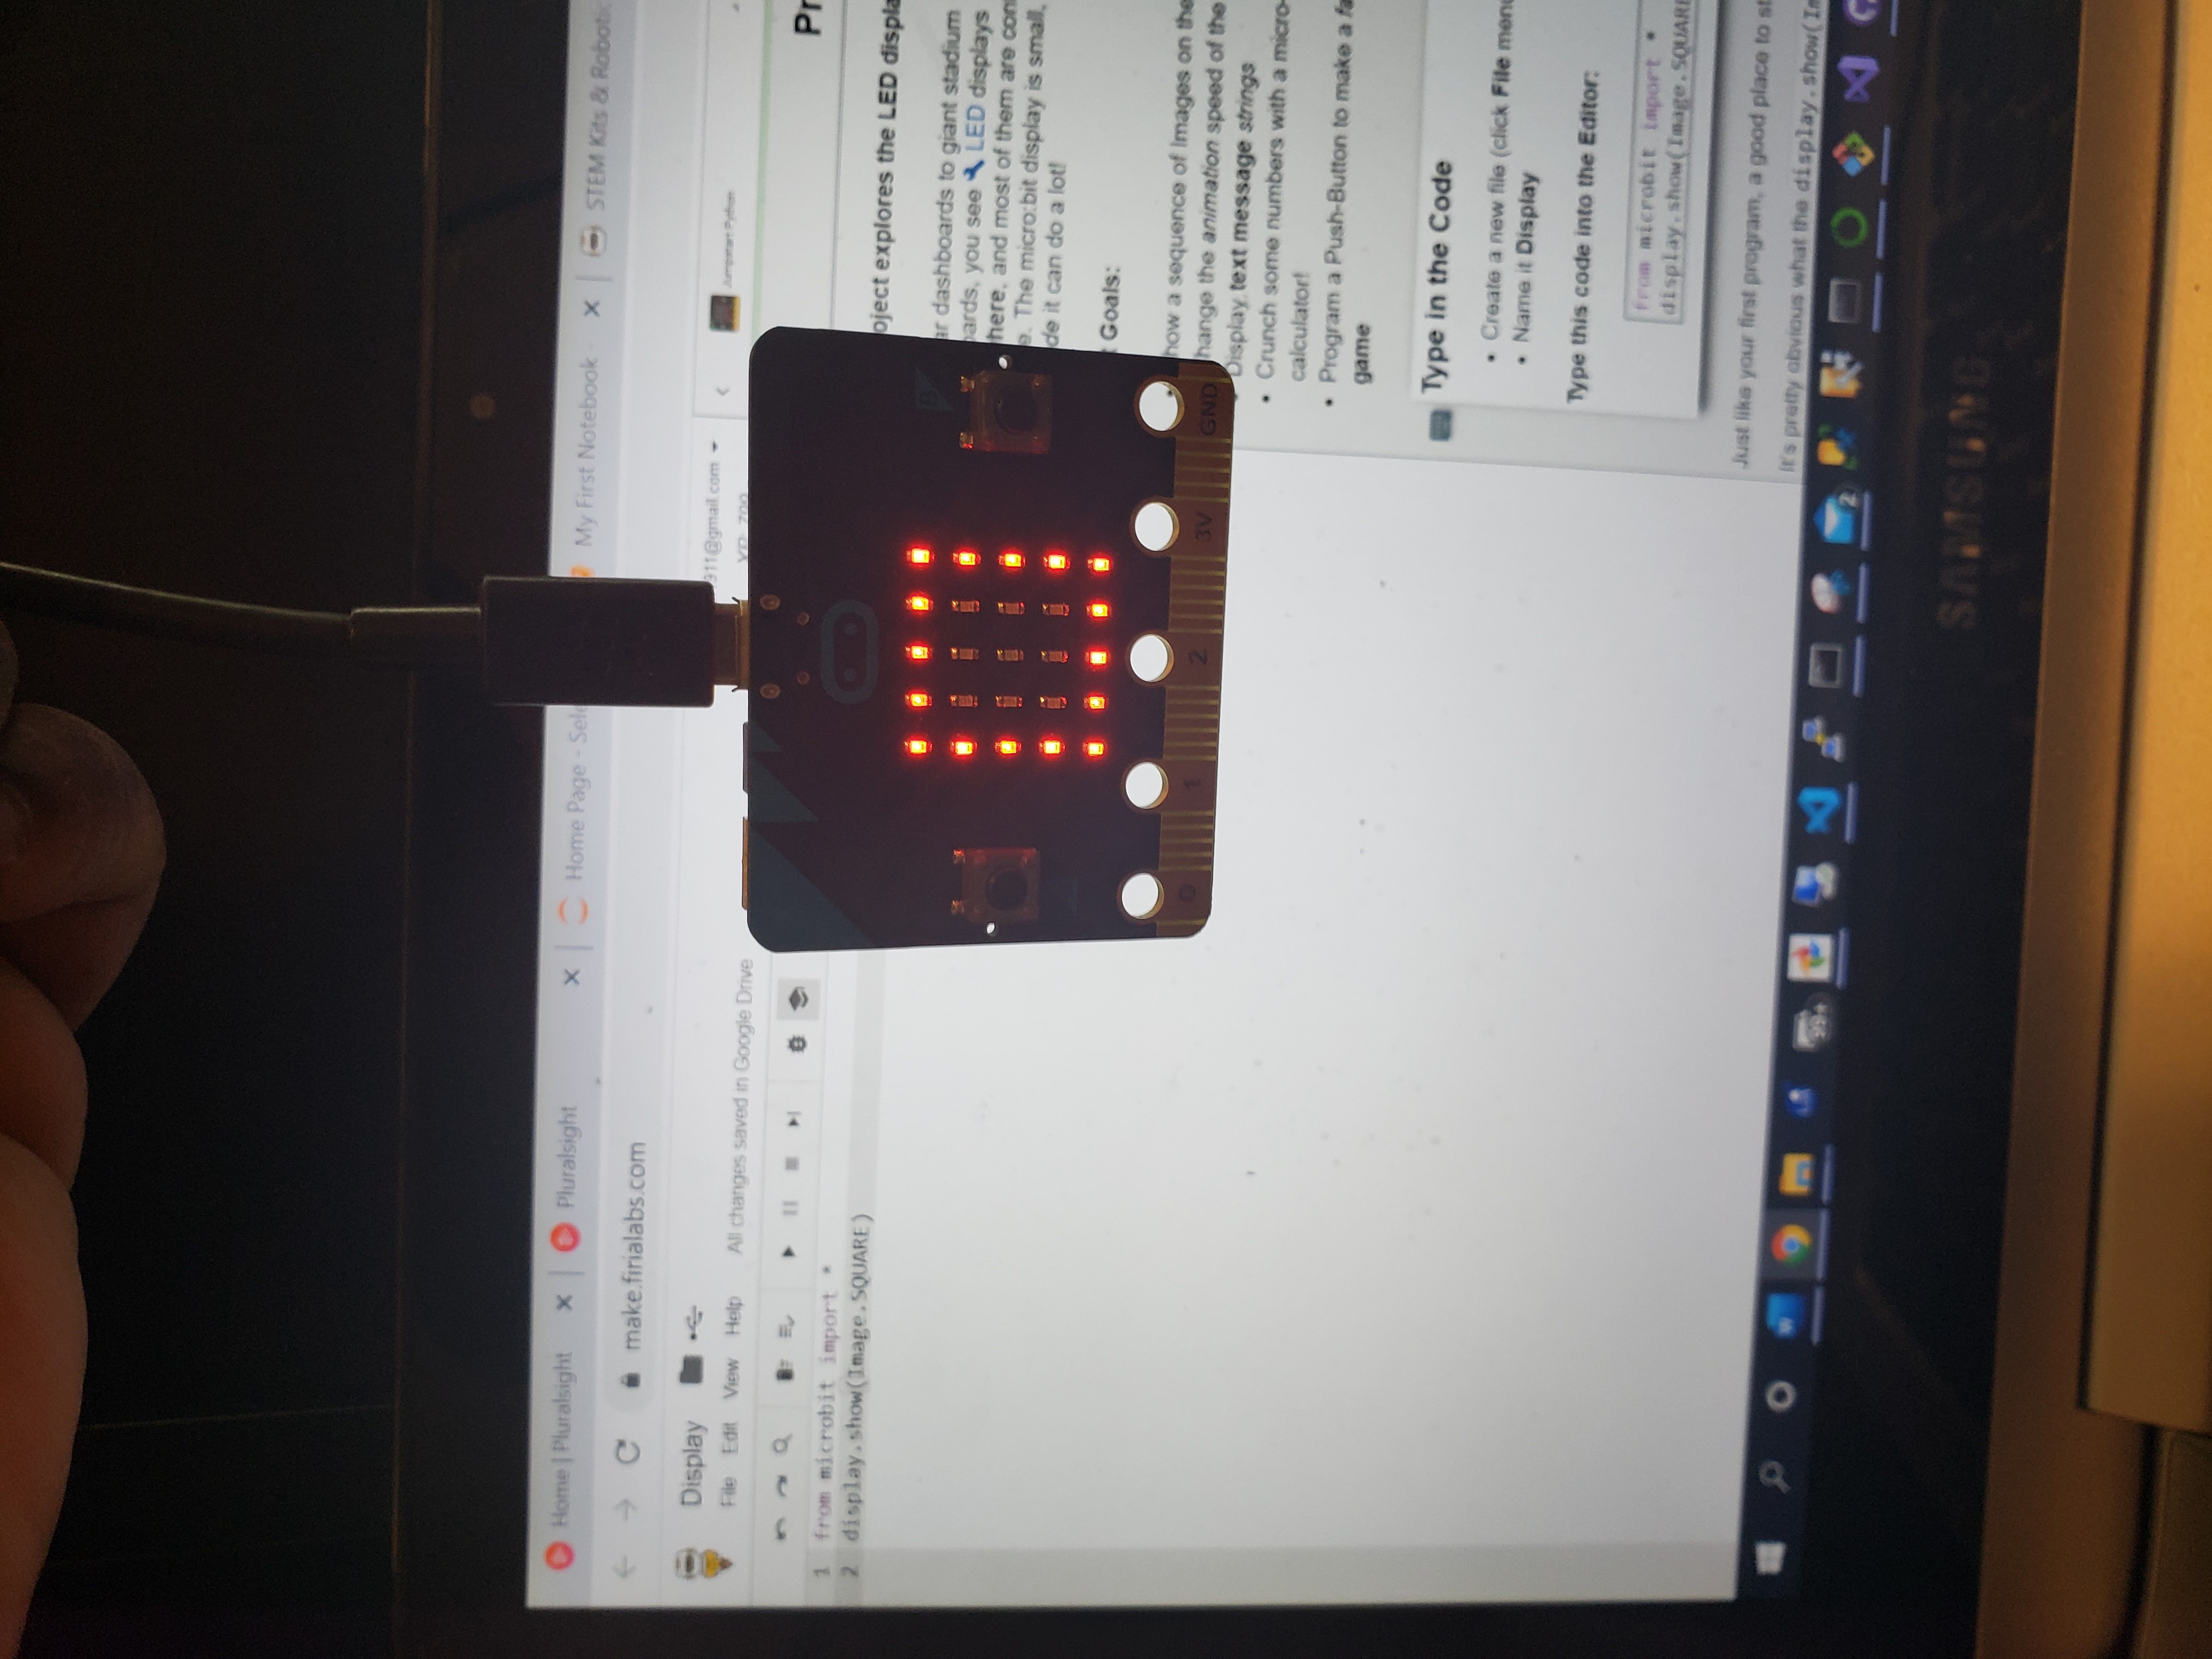 Home | Pluralsight
Pluralsight
Home Page - Sele
My First Notebook
STEM Kits & Robotic
make.firialabs.com
Display
File Edit View Help All changes saved in Google Drive
911@gmail.com
Jumpstart Python
1 from microbit import *
2 display.show(Image.SQUARE)
Pr
oject explores the LED displa
ar dashboards to giant stadium
oards, you see LED displays
here, and most of them are con
e. The micro:bit display is small,
de it can do a lot!
t Goals:
how a sequence of Images on the
hange the animation speed of the
Display text message strings
• Crunch some numbers with a micro-
calculator!
• Program a Push-Button to make a fa
game
Type in the Code
• Create a new file (click File menu
• Name it Display
Type this code into the Editor:
from microbit import *
display.show(Image.SQUARE
Just like your first program, a good place to st
It's pretty obvious what the display.show(Im
B
0 1 2 3V GND
2
99+
SAMSUNG